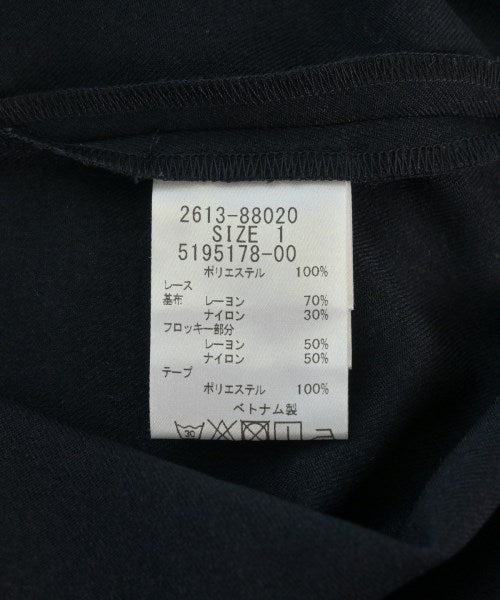 2613-88020
SIZE 1
5195178-00
ポリエステル 100%
レース
基布 レーヨン 70%
ナイロン 30%
フロッキー部分
レーヨン 50%
ナイロン 50%
テープ
ポリエステル 100%
ベトナム製
30